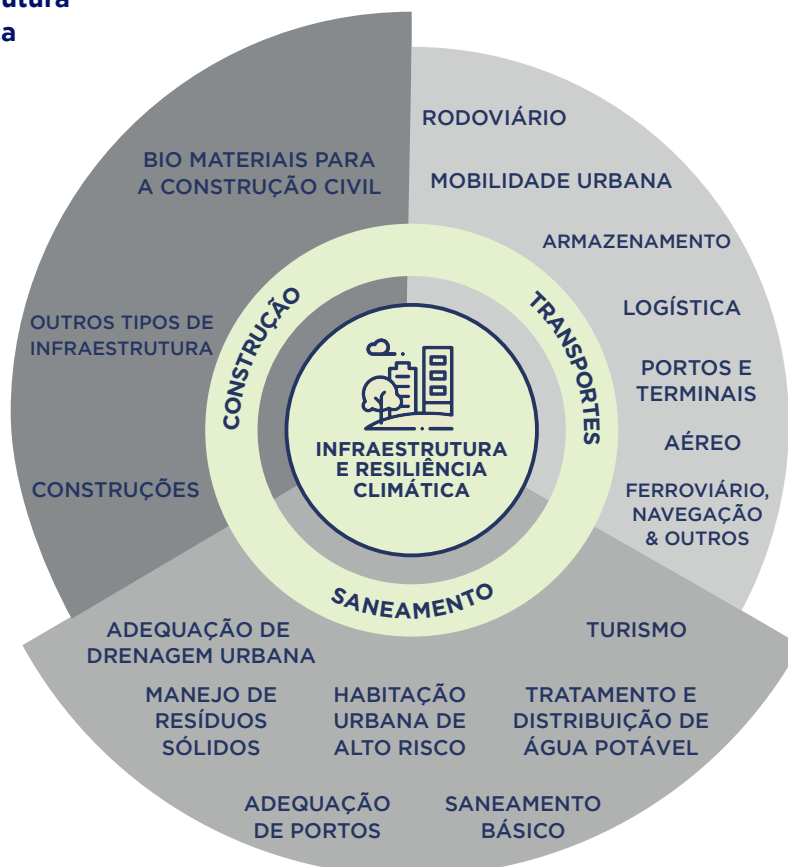 utura
a
BIO MATERIAIS PARA
A CONSTRUÇÃO CIVIL
OUTROS TIPOS DE
INFRAESTRUTURA
CONSTRUÇÕES
CONSTRUÇÃO
RODOVIÁRIO
MOBILIDADE URBANA
ARMAZENAMENTO
LOGÍSTICA
PORTOS E
TERMINAIS
AÉREO
FERROVIÁRIO,
NAVEGAÇÃO
& OUTROS
TRANSPORTES
INFRAESTRUTURA
E RESILIÊNCIA
CLIMÁTICA
SANEAMENTO
ADEQUAÇÃO DE
DRENAGEM URBANA
TURISMO
MANEJO DE
RESÍDUOS
SÓLIDOS
HABITAÇÃO
URBANA DE
ALTO RISCO
TRATAMENTO E
DISTRIBUIÇÃO DE
ÁGUA POTÁVEL
ADEQUAÇÃO
DE PORTOS
SANEAMENTO
BÁSICO